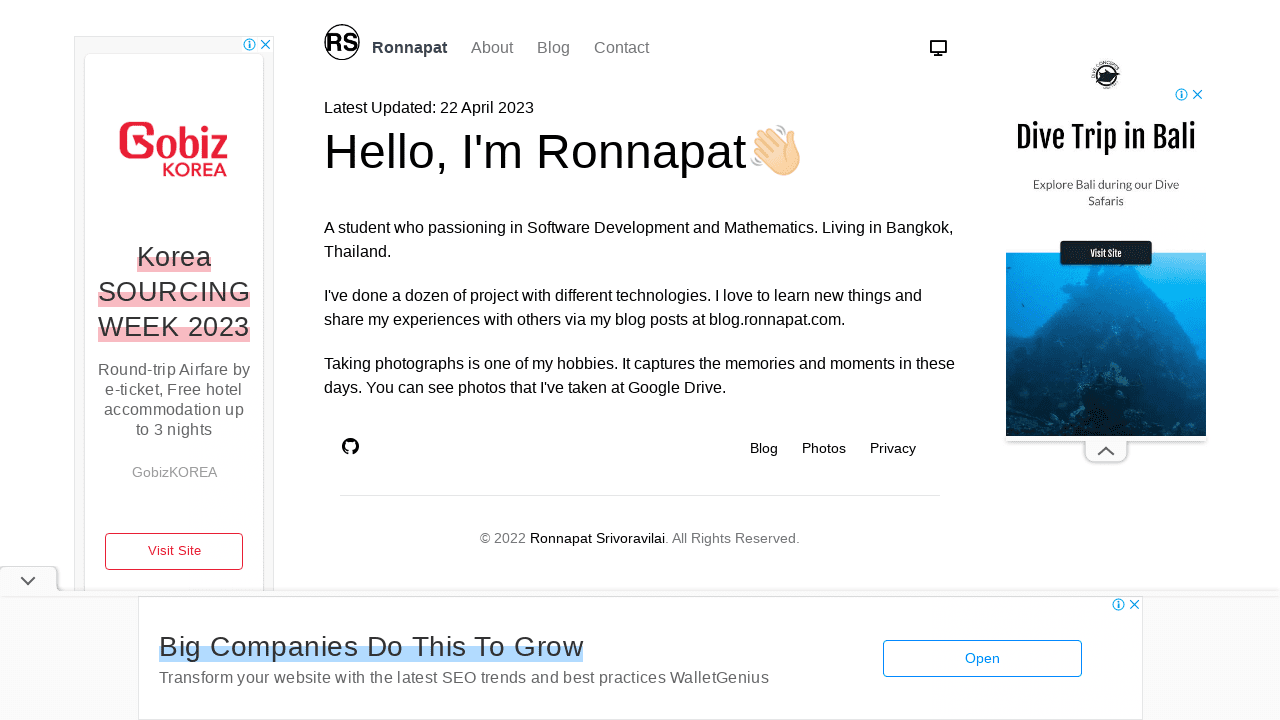 RS
Ronnapat About Blog Contact
Latest Updated: 22 April 2023
Hello, I'm Ronnapat👋🏻
A student who passioning in Software Development and Mathematics. Living in Bangkok,
Thailand.
I've done a dozen of project with different technologies. I love to learn new things and
share my experiences with others via my blog posts at blog.ronnapat.com.
Taking photographs is one of my hobbies. It captures the memories and moments in these
days. You can see photos that I've taken at Google Drive.
Blog Photos Privacy
© 2022 Ronnapat Srivoravilai. All Rights Reserved.
Gobiz
KOREA
Korea
SOURCING
WEEK 2023
Round-trip Airfare by
e-ticket, Free hotel
accommodation up
to 3 nights
GobizKOREA
Visit Site
Dive Trip in Bali
Explore Bali during our Dive
Safaris
Visit Site
Big Companies Do This To Grow
Transform your website with the latest SEO trends and best practices WalletGenius
Open